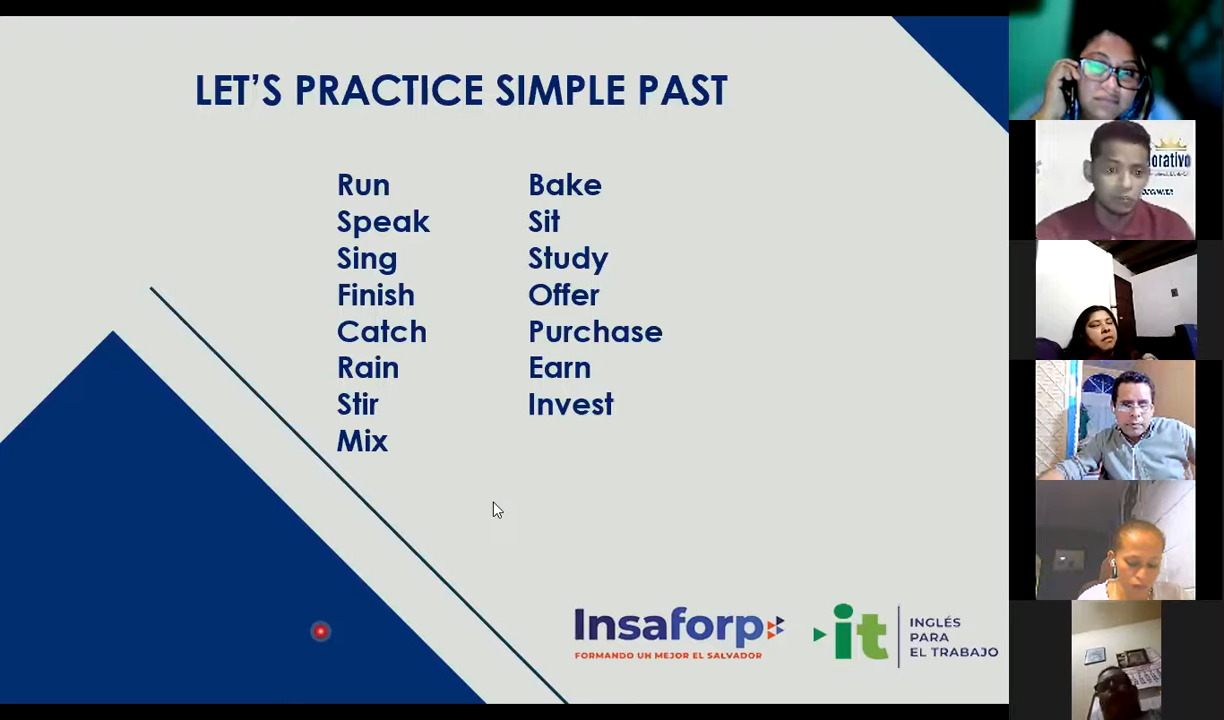 LET'S PRACTICE SIMPLE PAST
Run
Speak
Sing
Finish
Catch
Rain
Stir
Mix
Bake
Sit
Study
Offer
Purchase
Earn
Invest
Insaforp
FORMANDO UN MEJOR EL SALVADOR
it
INGLÉS
PARA
EL TRABAJO